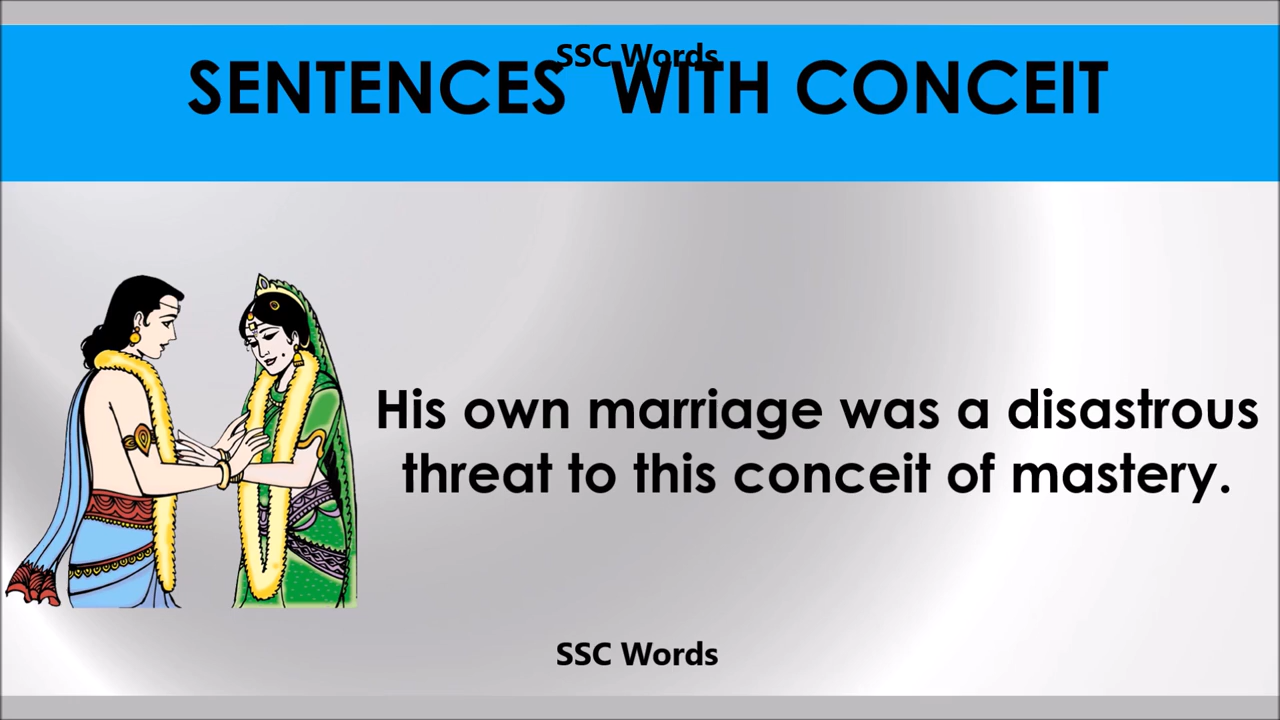 SSC Words
SENTENCES WITH CONCEIT
His own marriage was a disastrous
threat to this conceit of mastery.
SSC Words